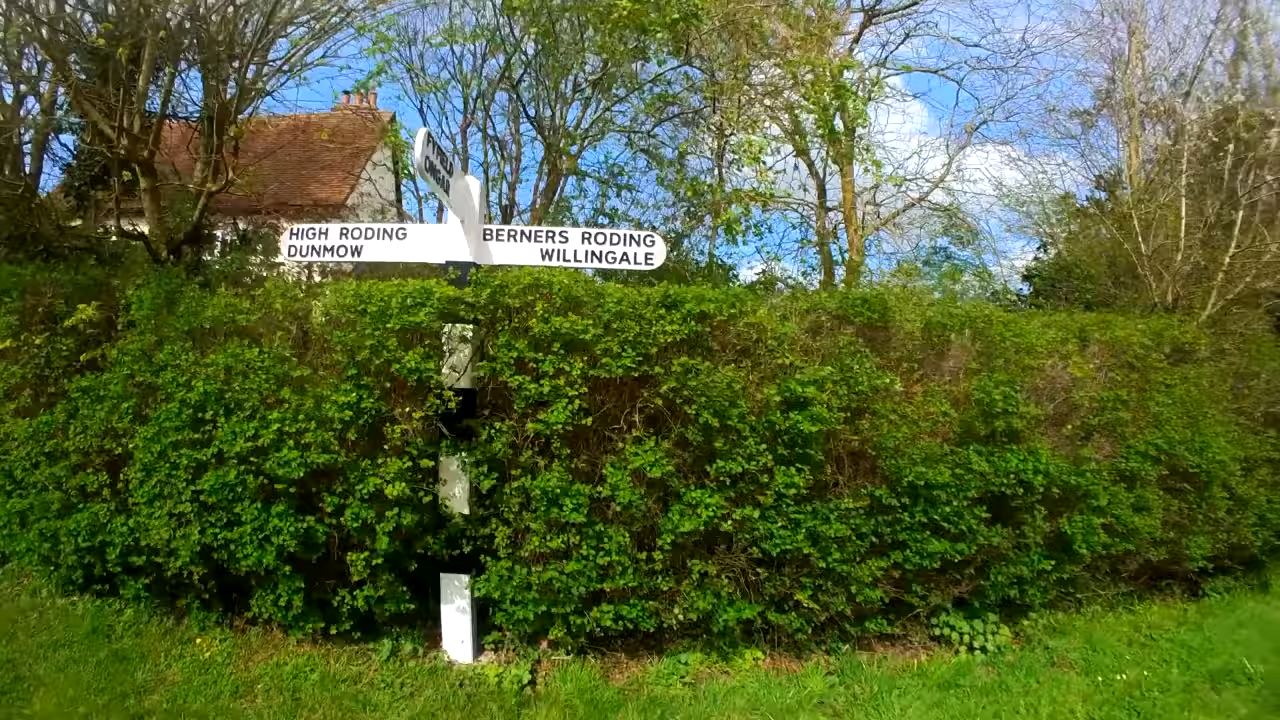 FYFIELD
ONGAR
HIGH RODING
DUNMOW
BERNERS RODING
WILLINGALE